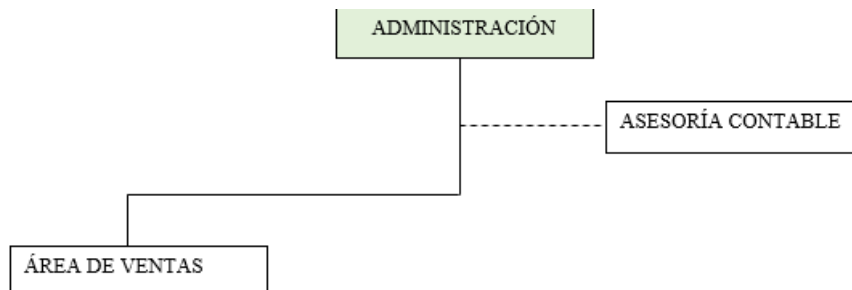 ADMINISTRACIÓN
ASESORÍA CONTABLE
ÁREA DE VENTAS